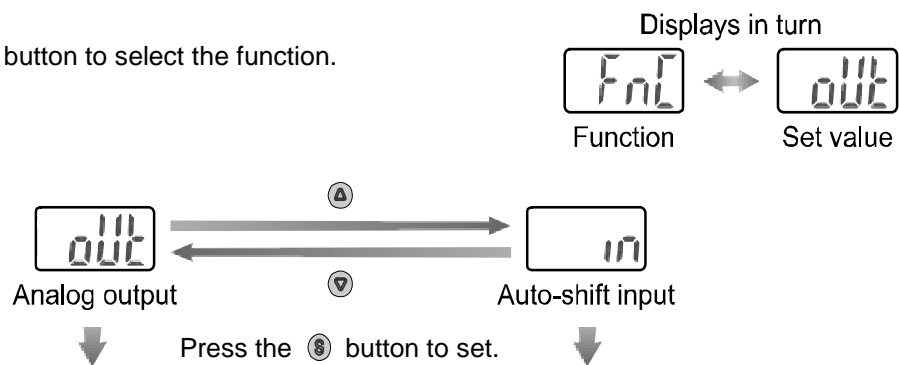 Displays in turn
button to select the function.
FnC
oUt
Function
Set value
oUt
in
Analog output
Auto-shift input
Press the S button to set.